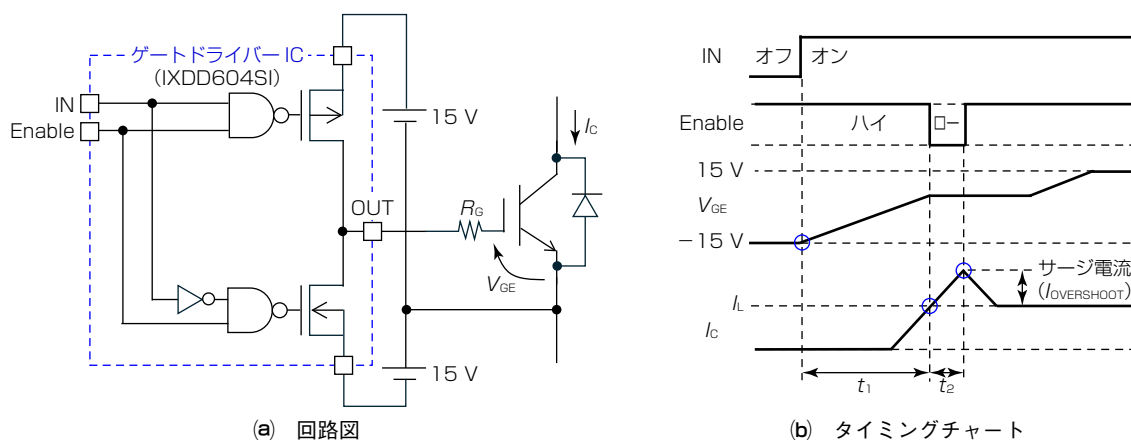 ゲートドライバー IC
(IXDD604SI)
IN
Enable
15 V
IC
OUT
RG
VGE
15 V
(a) 回路図
IN オフ オン
Enable ハイ ロー
15 V
VGE
−15 V
サージ電流
(IOVERSHOOT)
IL
IC
t1 t2
(b) タイミングチャート